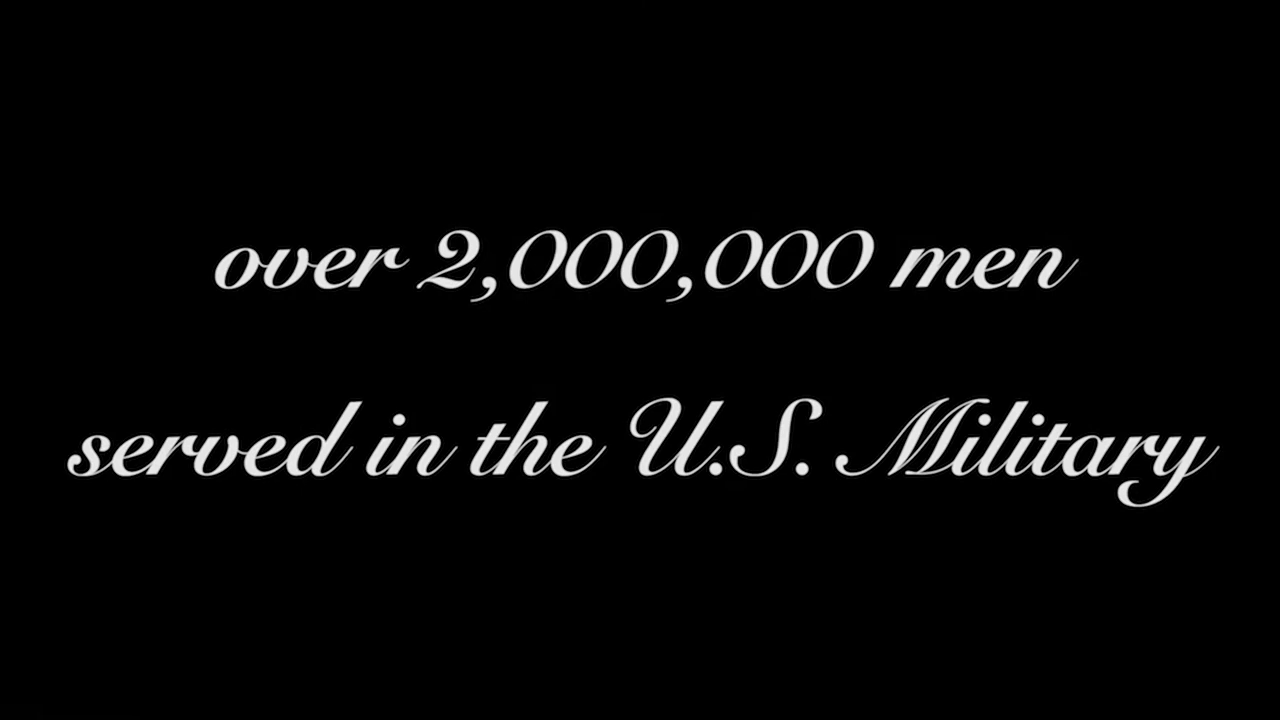 over 2,000,000 men
served in the U.S. Military